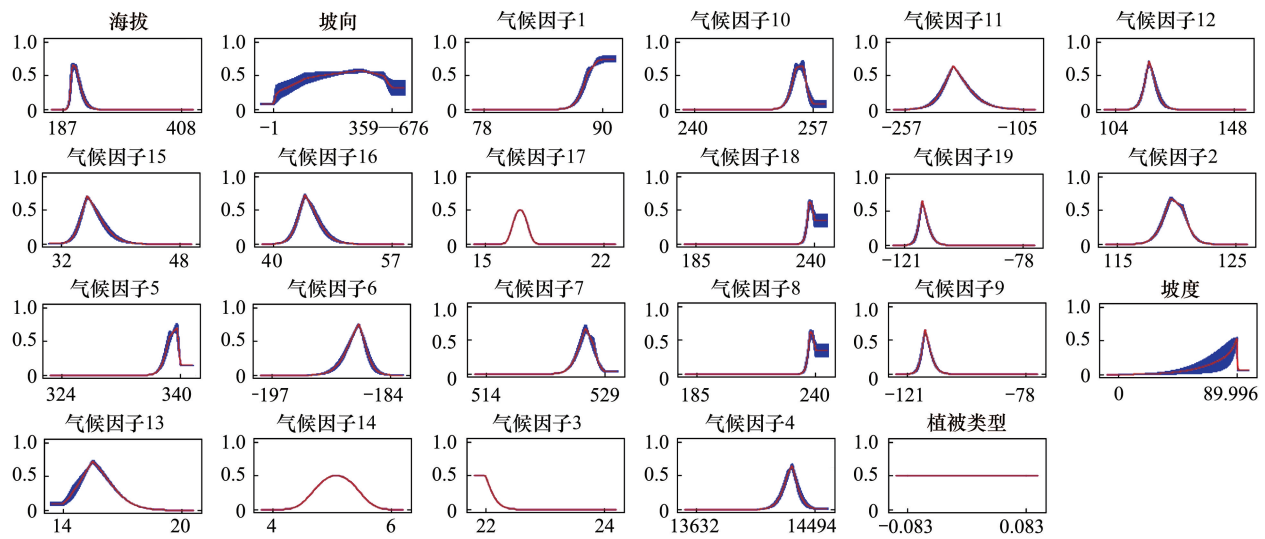 海拔 坡向 气候因子1 气候因子10 气候因子11 气候因子12
1.0 1.0 1.0 1.0 1.0 1.0
0.5 0.5 0.5 0.5 0.5 0.5
0 0 0 0 0 0
187 408 −1 359—676 78 90 240 257 −257 −105 104 148
气候因子15 气候因子16 气候因子17 气候因子18 气候因子19 气候因子2
1.0 1.0 1.0 1.0 1.0 1.0
0.5 0.5 0.5 0.5 0.5 0.5
0 0 0 0 0 0
32 48 40 57 15 22 185 240 −121 −78 115 125
气候因子5 气候因子6 气候因子7 气候因子8 气候因子9 坡度
1.0 1.0 1.0 1.0 1.0 1.0
0.5 0.5 0.5 0.5 0.5 0.5
0 0 0 0 0 0
324 340 −197 −184 514 529 185 240 −121 −78 0 89.996
气候因子13 气候因子14 气候因子3 气候因子4 植被类型
1.0 1.0 1.0 1.0 1.0
0.5 0.5 0.5 0.5 0.5
0 0 0 0 0
14 20 4 6 22 24 13632 14494 −0.083 0.083